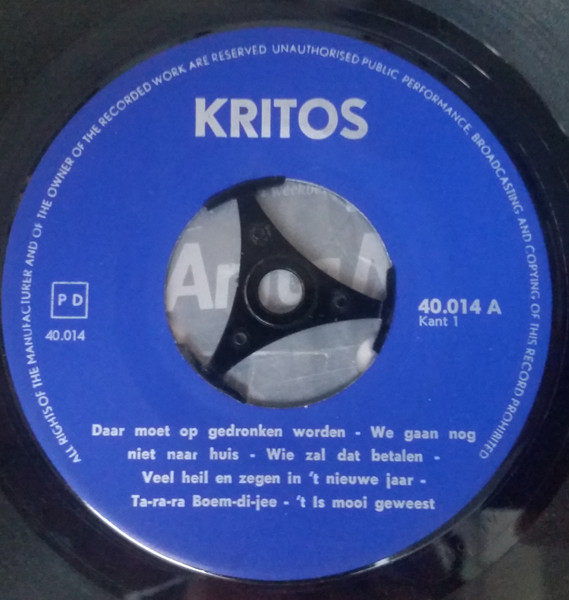 ALL RIGHTS OF THE MANUFACTURER AND OF THE OWNER OF THE RECORDED WORK ARE RESERVED UNAUTHORISED PUBLIC PERFORMANCE, BROADCASTING AND COPYING OF THIS RECORD PROHIBITED
KRITOS
P D
40.014
40.014 A
Kant 1
Daar moet op gedronken worden - We gaan nog
niet naar huis - Wie zal dat betalen -
Veel heil en zegen in 't nieuwe jaar -
Ta-ra-ra Boem-di-jee - 't Is mooi geweest